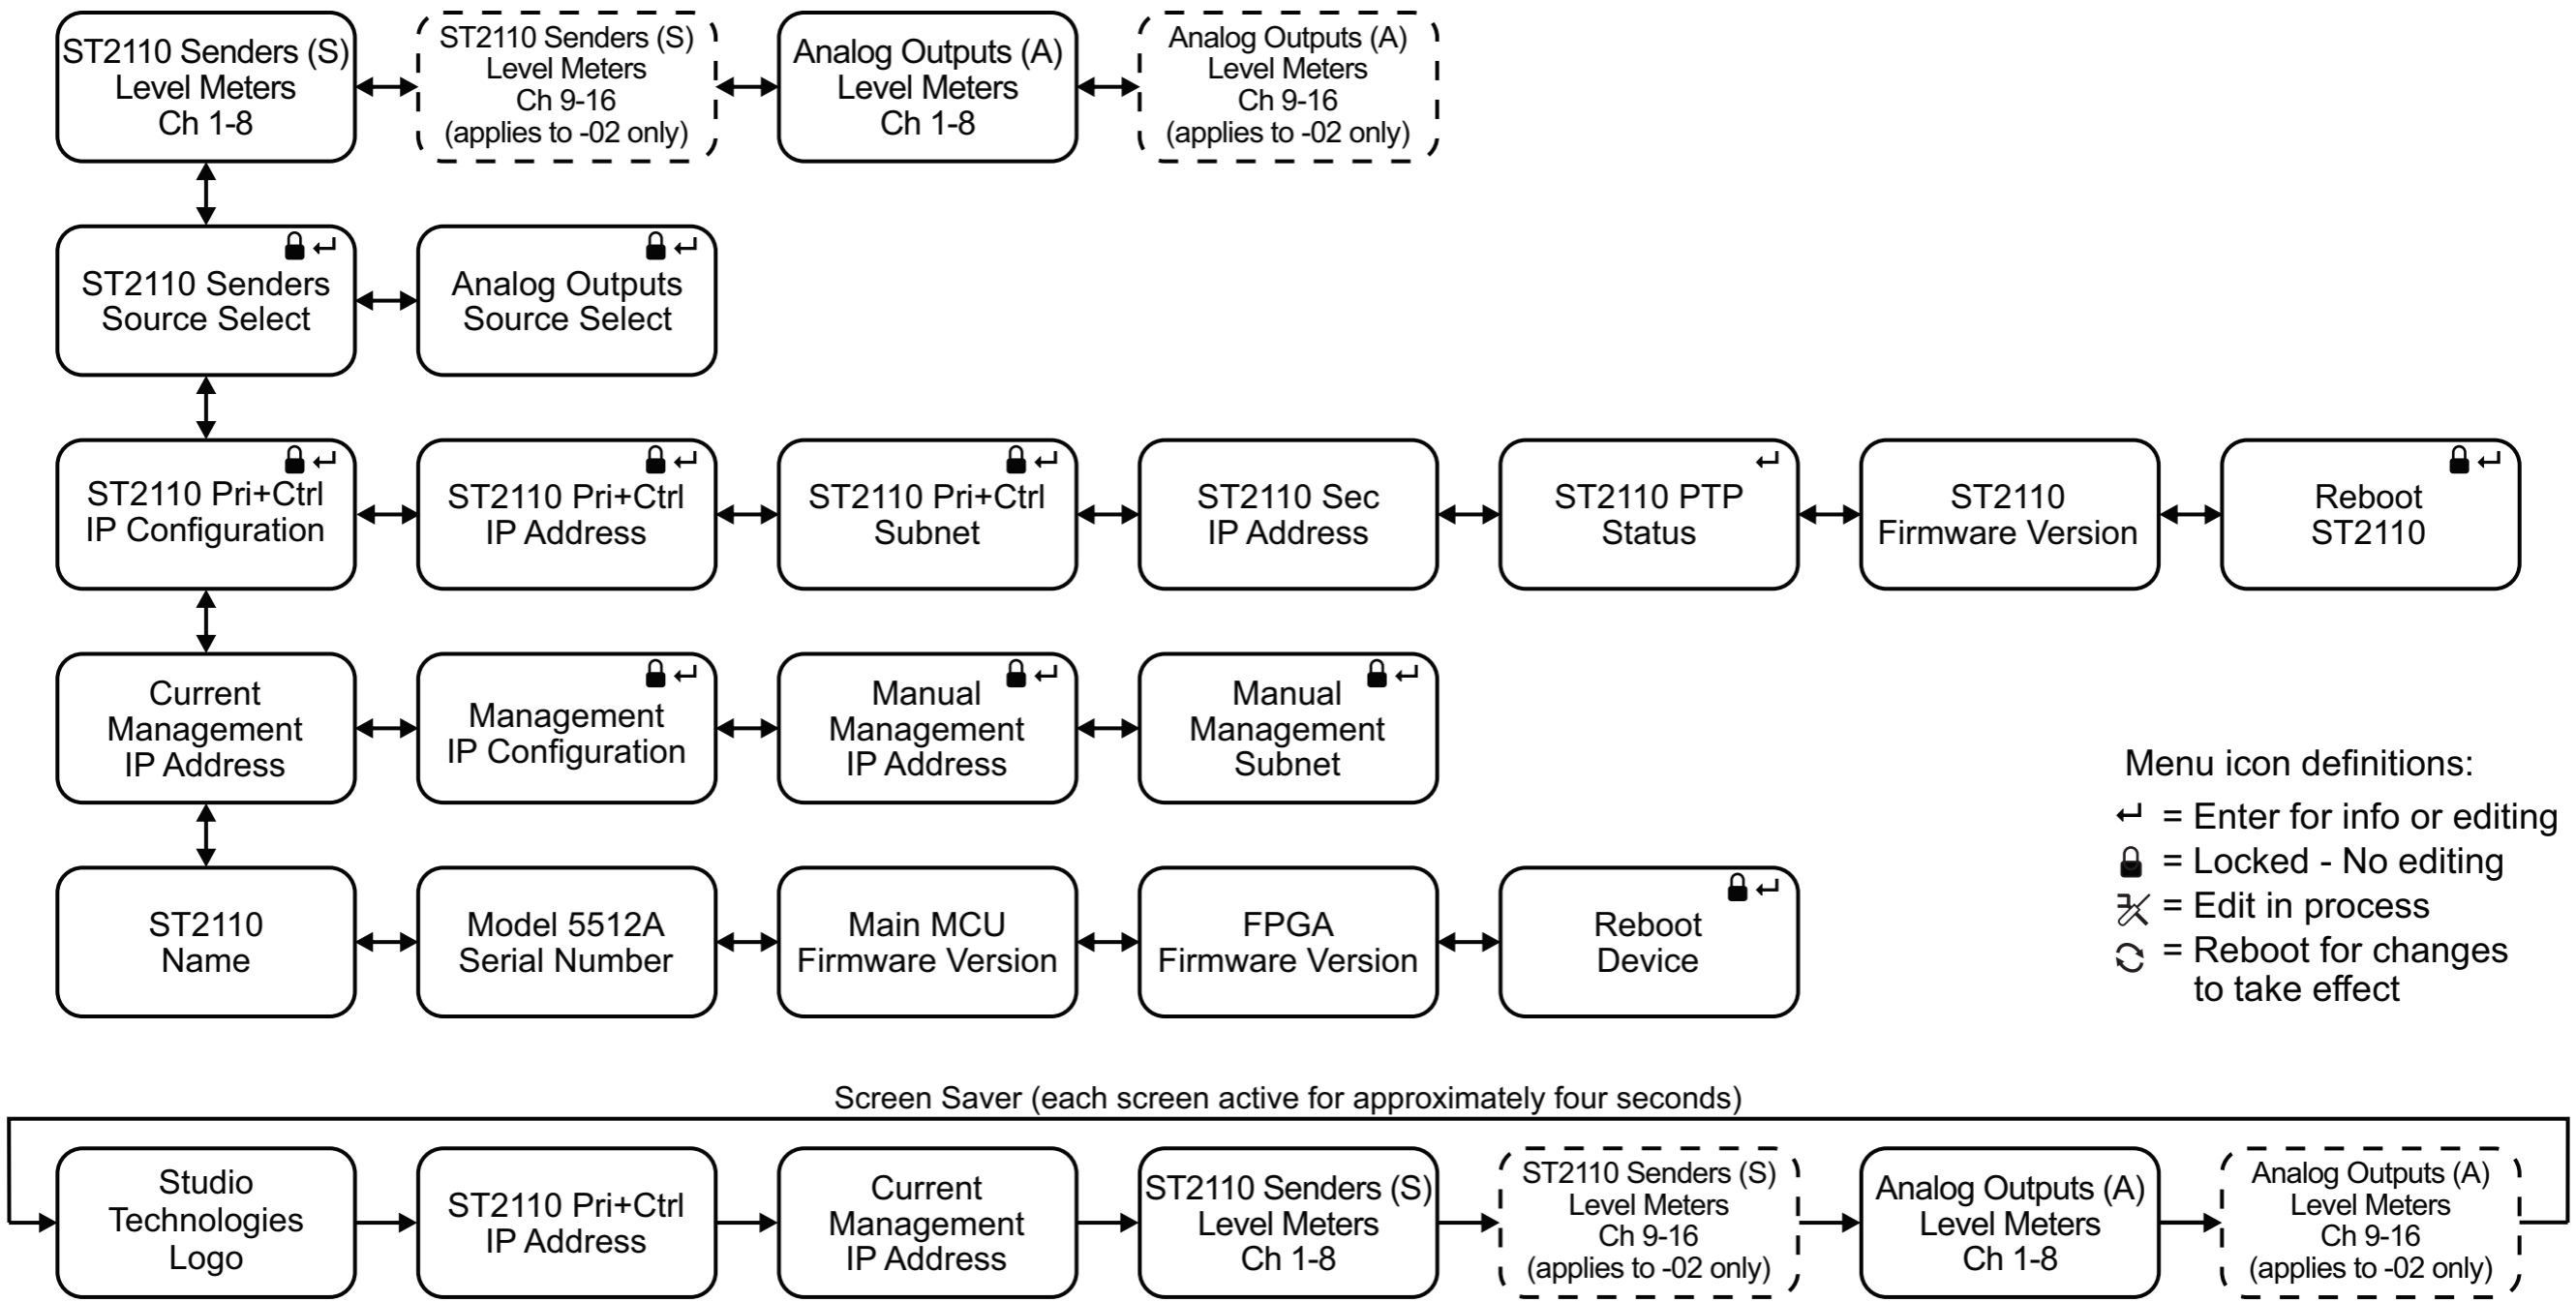 ST2110 Senders (S)
Level Meters
Ch 1-8
ST2110 Senders (S)
Level Meters
Ch 9-16
(applies to -02 only)
Analog Outputs (A)
Level Meters
Ch 1-8
Analog Outputs (A)
Level Meters
Ch 9-16
(applies to -02 only)
ST2110 Senders
Source Select
Analog Outputs
Source Select
ST2110 Pri+Ctrl
IP Configuration
ST2110 Pri+Ctrl
IP Address
ST2110 Pri+Ctrl
Subnet
ST2110 Sec
IP Address
ST2110 PTP
Status
ST2110
Firmware Version
Reboot
ST2110
Current
Management
IP Address
Management
IP Configuration
Manual
Management
IP Address
Manual
Management
Subnet
ST2110
Name
Model 5512A
Serial Number
Main MCU
Firmware Version
FPGA
Firmware Version
Reboot
Device
Menu icon definitions:
= Enter for info or editing
= Locked - No editing
= Edit in process
= Reboot for changes
to take effect
Screen Saver (each screen active for approximately four seconds)
Studio
Technologies
Logo
ST2110 Pri+Ctrl
IP Address
Current
Management
IP Address
ST2110 Senders (S)
Level Meters
Ch 1-8
ST2110 Senders (S)
Level Meters
Ch 9-16
(applies to -02 only)
Analog Outputs (A)
Level Meters
Ch 1-8
Analog Outputs (A)
Level Meters
Ch 9-16
(applies to -02 only)